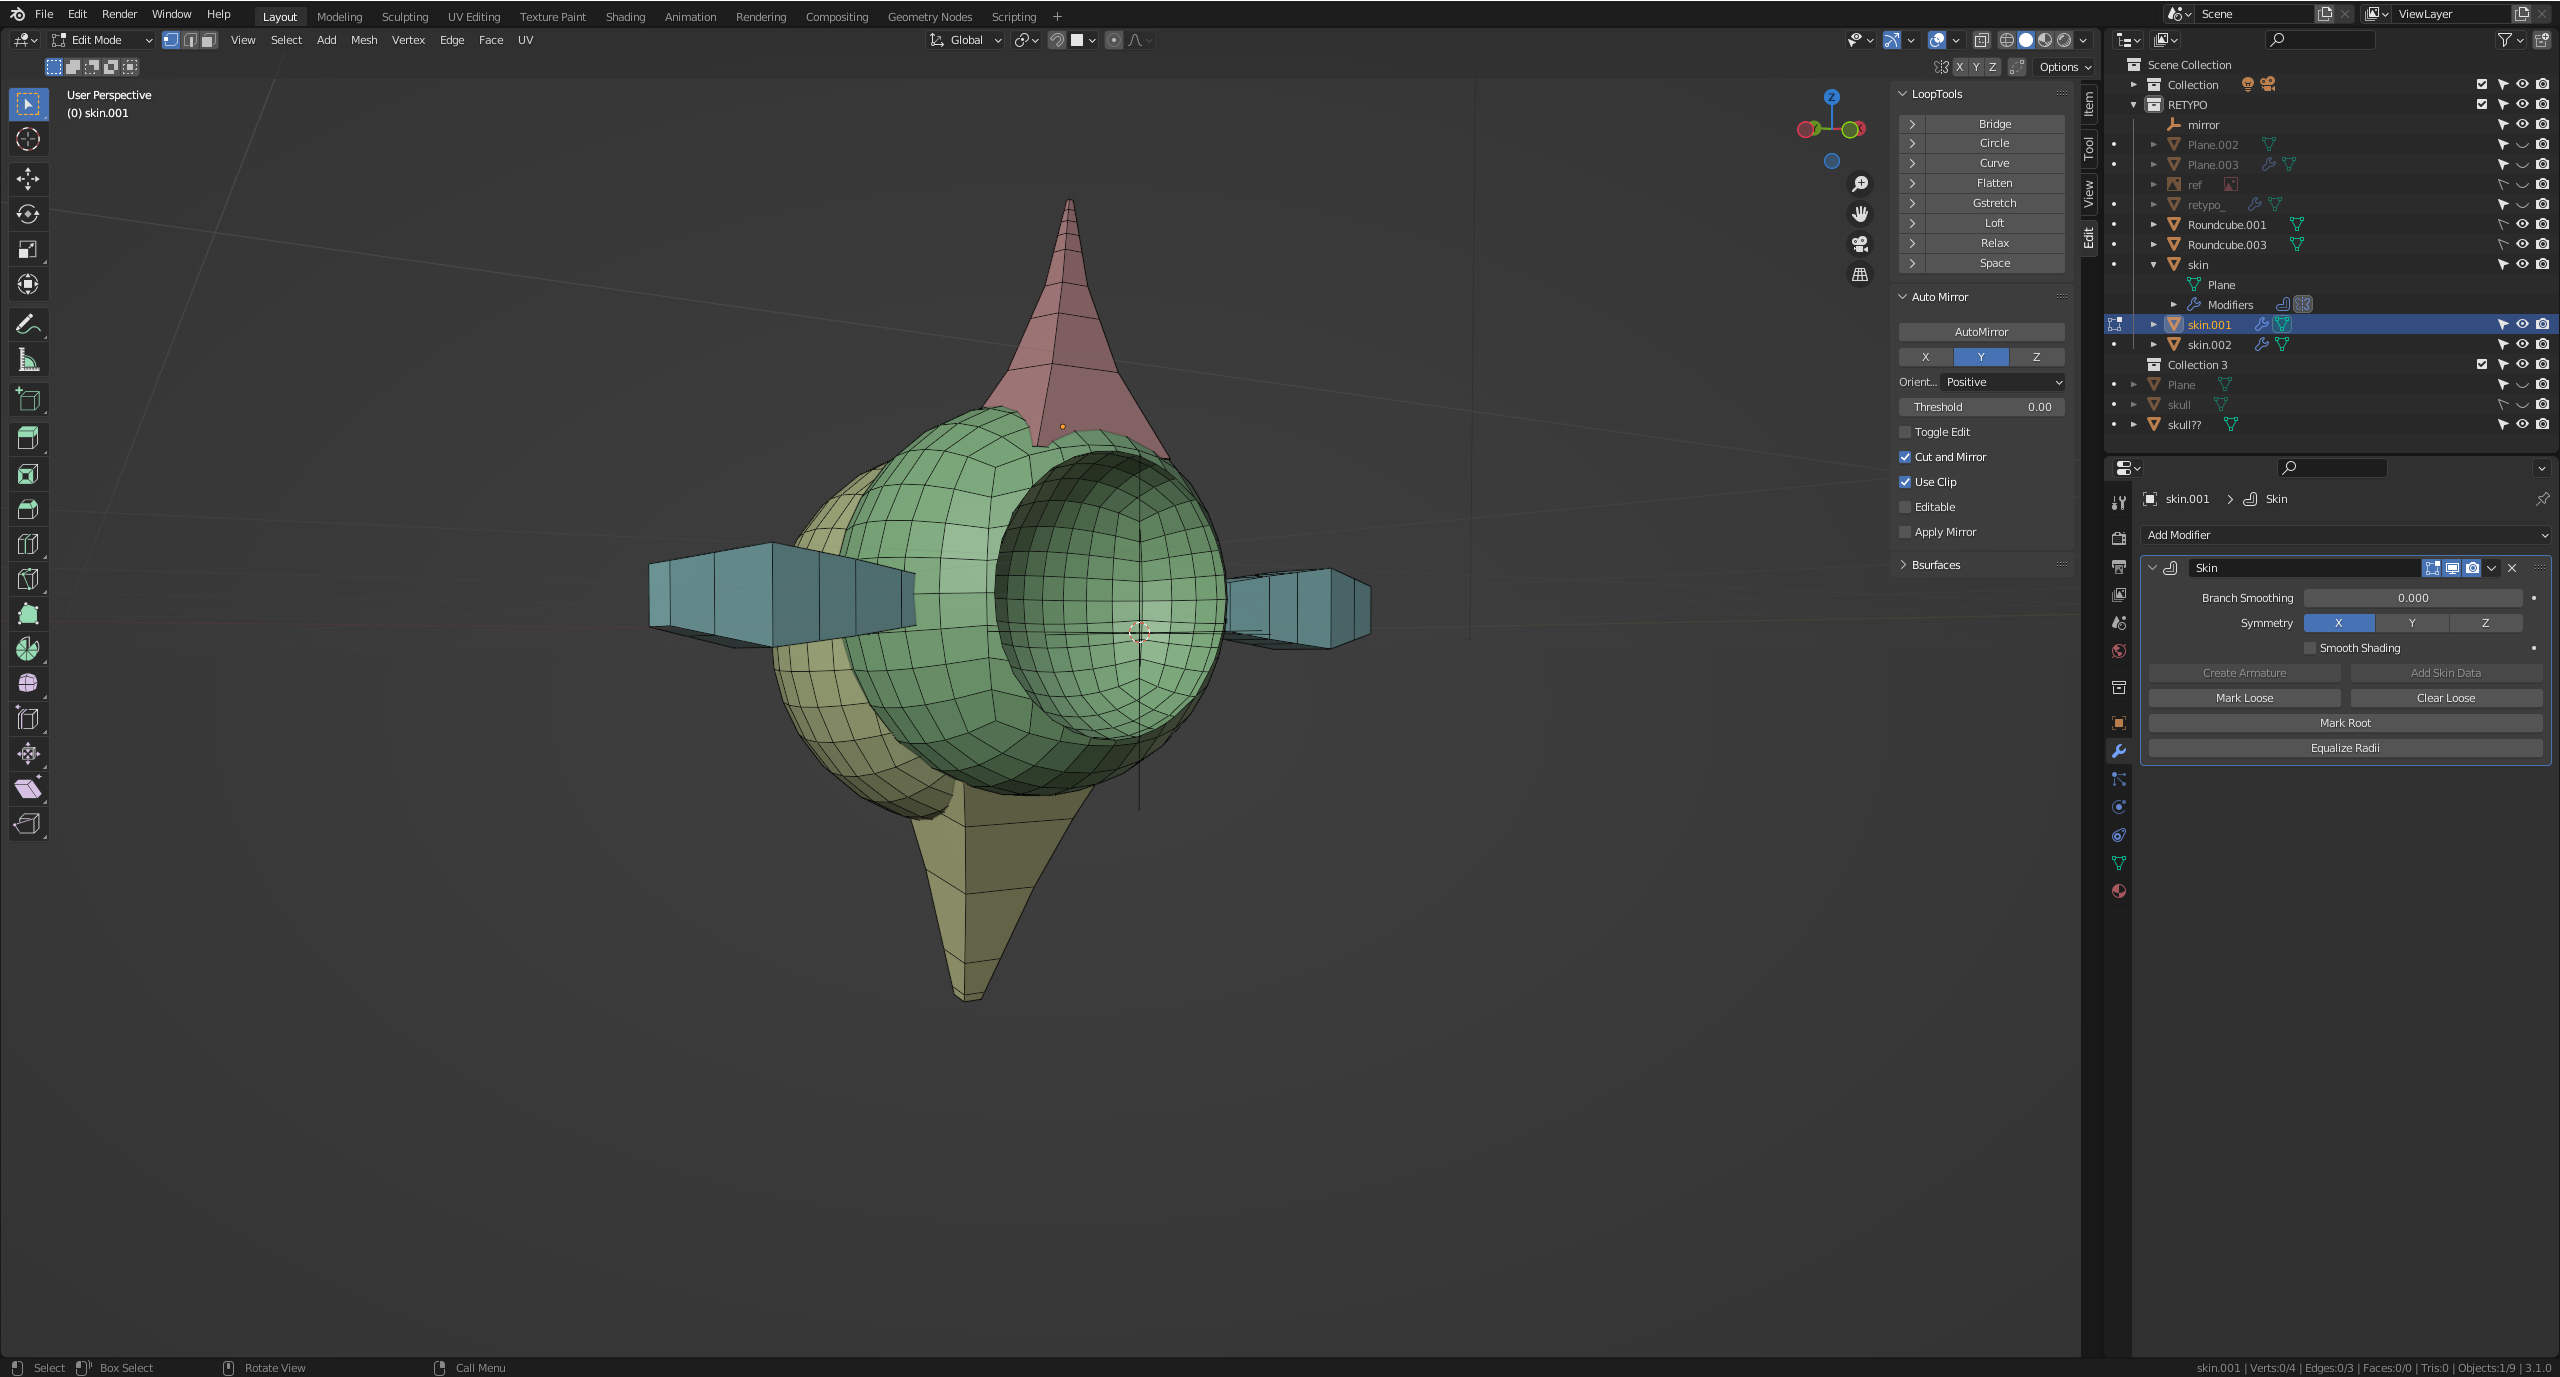 File Edit Render Window Help Layout Modeling Sculpting UV Editing Texture Paint Shading Animation Rendering Compositing Geometry Nodes Scripting + Scene ViewLayer
Edit Mode View Select Add Mesh Vertex Edge Face UV Global
X Y Z Options
User Perspective
(0) skin.001
Z
Item
Tool
View
Edit
LoopTools
Bridge
Circle
Curve
Flatten
Gstretch
Loft
Relax
Space
Auto Mirror
AutoMirror
X Y Z
Orient... Positive
Threshold 0.00
Toggle Edit
Cut and Mirror
Use Clip
Editable
Apply Mirror
Bsurfaces
Scene Collection
Collection
RETYPO
mirror
Plane.002
Plane.003
ref
retypo_
Roundcube.001
Roundcube.003
skin
Plane
Modifiers
skin.001
skin.002
Collection 3
Plane
skull
skull??
skin.001 Skin
Add Modifier
Skin
Branch Smoothing 0.000
Symmetry X Y Z
Smooth Shading
Create Armature Add Skin Data
Mark Loose Clear Loose
Mark Root
Equalize Radii
Select Box Select Rotate View Call Menu
skin.001 | Verts:0/4 | Edges:0/3 | Faces:0/0 | Tris:0 | Objects:1/9 | 3.1.0